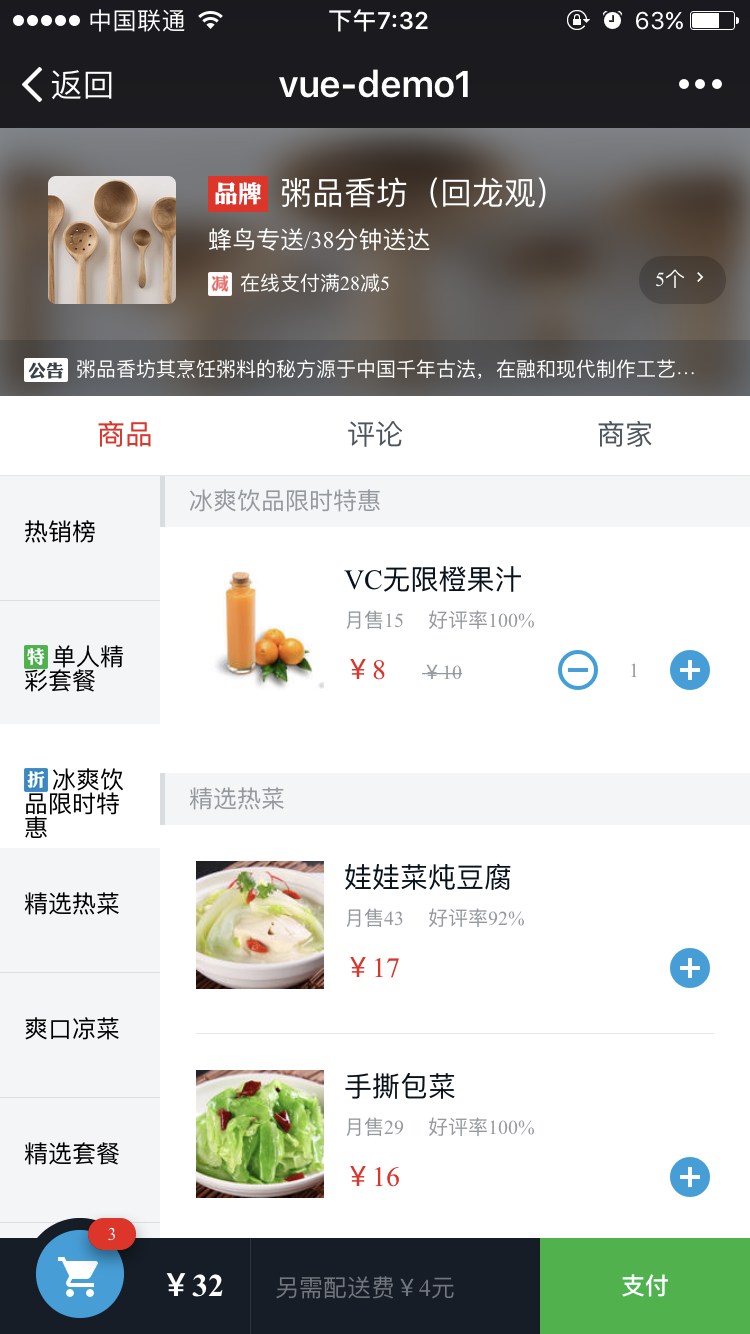 中国联通 下午7:32 63%
返回 vue-demo1
品牌 粥品香坊（回龙观）
蜂鸟专送/38分钟送达
减 在线支付满28减5
5个
公告 粥品香坊其烹饪粥料的秘方源于中国千年古法，在融和现代制作工艺…
商品 评论 商家
热销榜
特 单人精
彩套餐
折 冰爽饮
品限时特
惠
精选热菜
爽口凉菜
精选套餐
冰爽饮品限时特惠
VC无限橙果汁
月售15 好评率100%
￥8 ￥10 1
精选热菜
娃娃菜炖豆腐
月售43 好评率92%
￥17
手撕包菜
月售29 好评率100%
￥16
3
￥32 另需配送费￥4元 支付